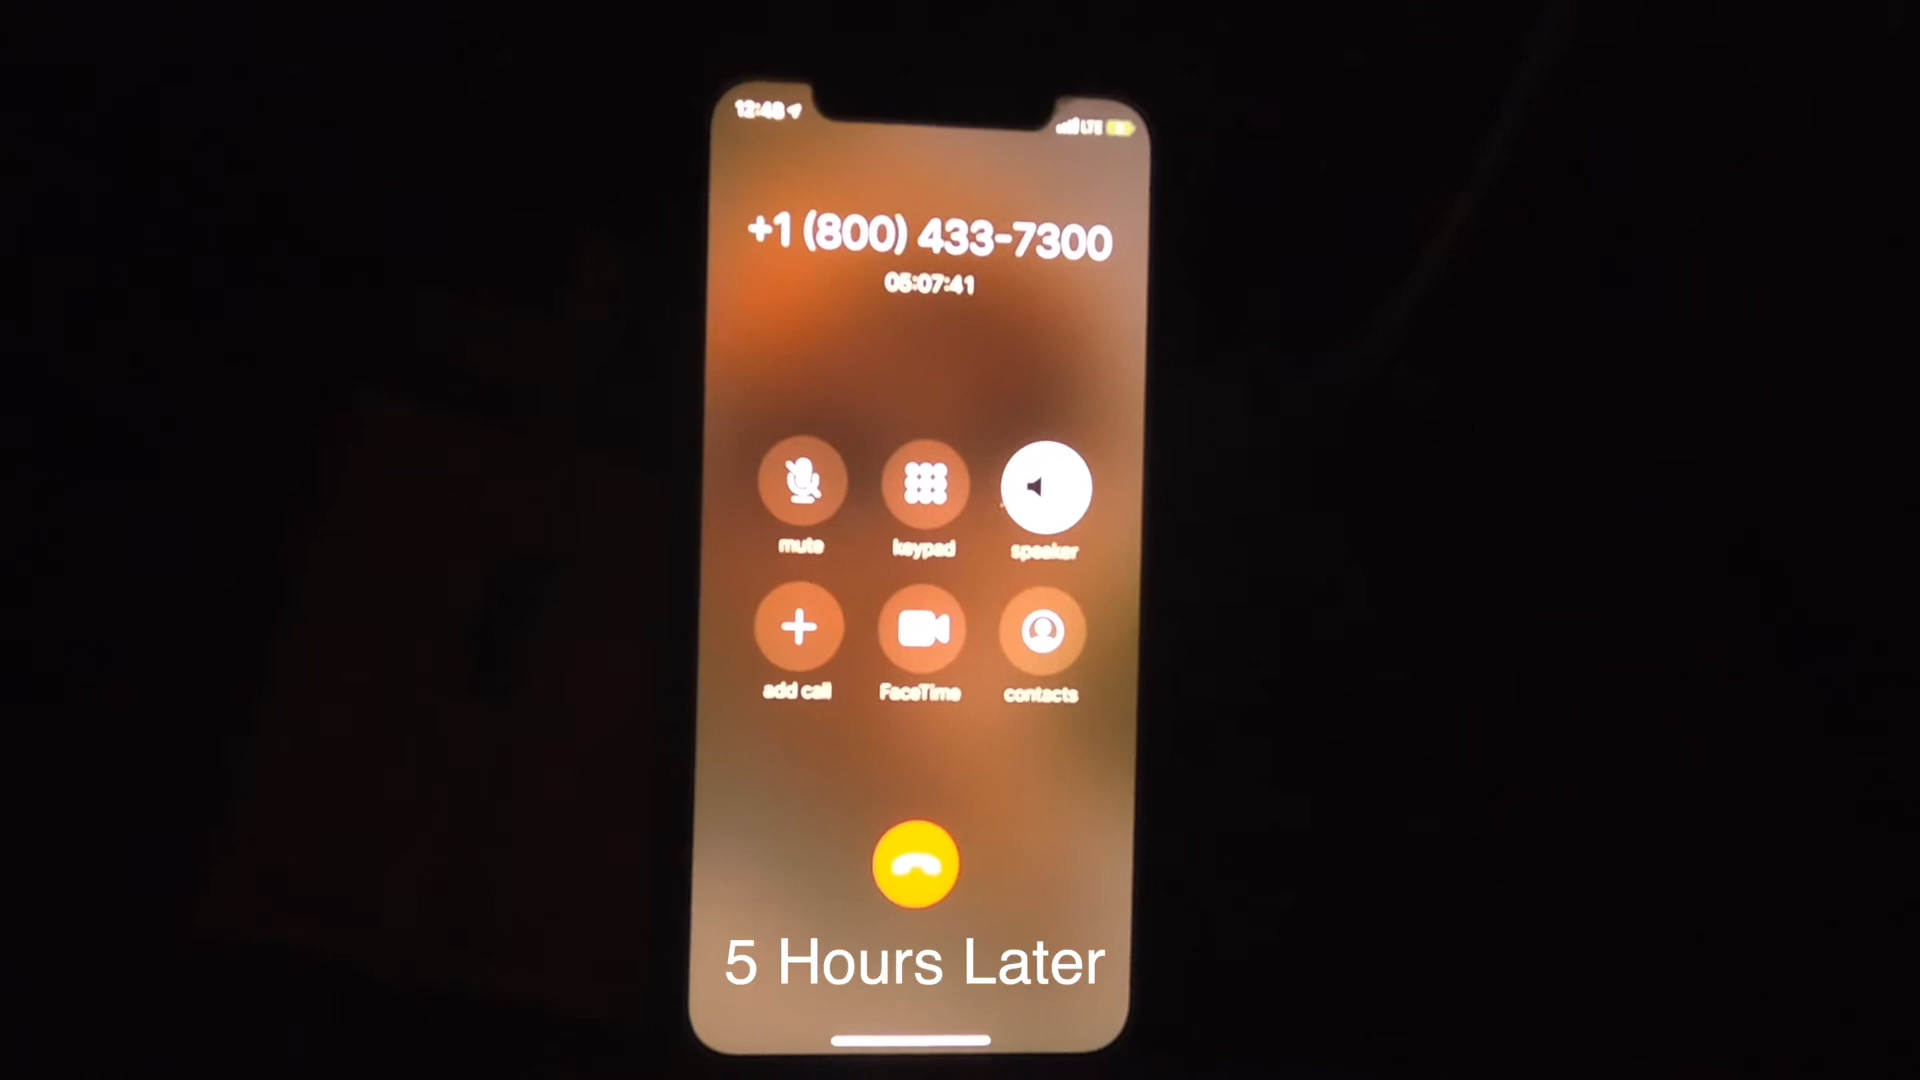 12:48
LTE
+1 (800) 433-7300
05:07:41
mute
keypad
speaker
add call
FaceTime
contacts
5 Hours Later